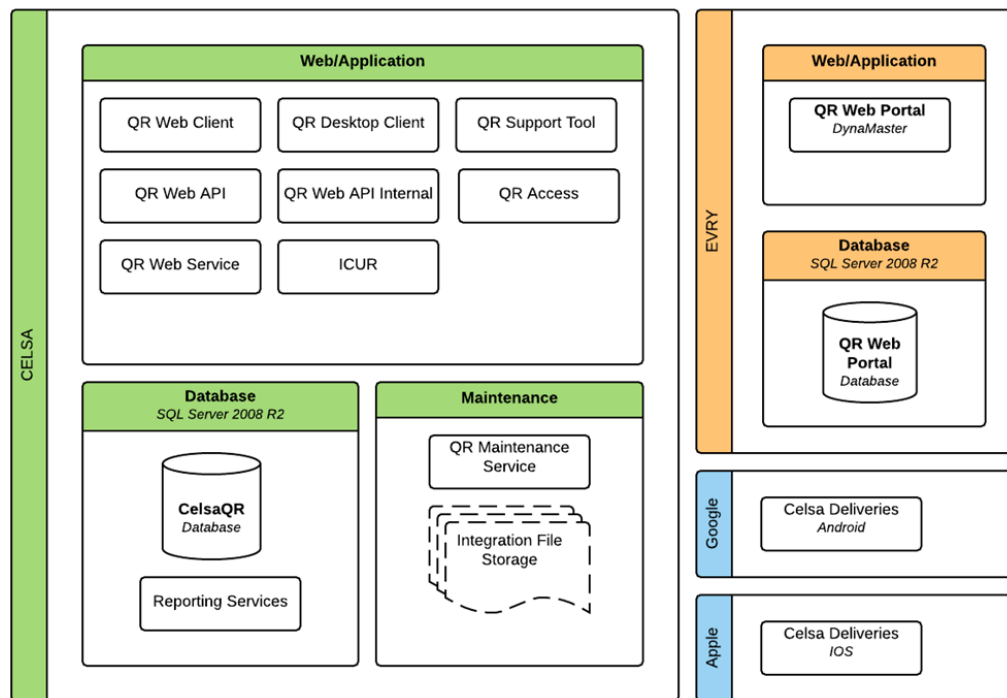 CELSA
Web/Application
QR Web Client
QR Desktop Client
QR Support Tool
QR Web API
QR Web API Internal
QR Access
QR Web Service
ICUR
Database
SQL Server 2008 R2
CelsaQR
Database
Reporting Services
Maintenance
QR Maintenance
Service
Integration File
Storage
EVRY
Web/Application
QR Web Portal
DynaMaster
Database
SQL Server 2008 R2
QR Web
Portal
Database
Google
Celsa Deliveries
Android
Apple
Celsa Deliveries
IOS